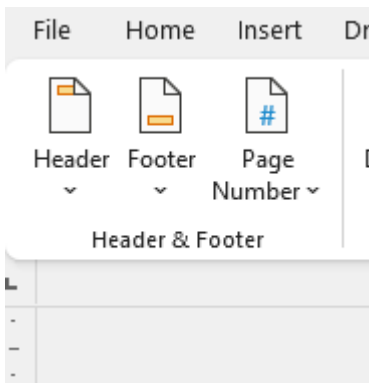 File Home Insert
Header Footer Page
Number
Header & Footer